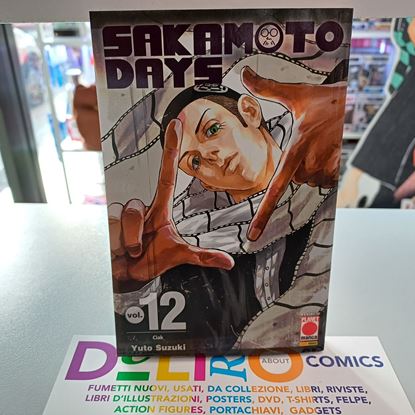 SAKAMOTO
DAYS
vol. 12
Ciak
Yuto Suzuki
PLANET
manga
ABOUT
COMICS
FUMETTI NUOVI, USATI, DA COLLEZIONE, LIBRI, RIVISTE,
LIBRI D'ILLUSTRAZIONI, POSTERS, DVD, T-SHIRTS, FELPE,
ACTION FIGURES, PORTACHIAVI, GADGETS